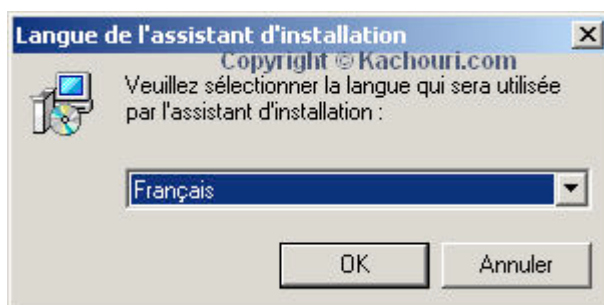 Langue de l'assistant d'installation
Copyright © Kachouri.com
Veuillez sélectionner la langue qui sera utilisée
par l'assistant d'installation :
Français
OK
Annuler